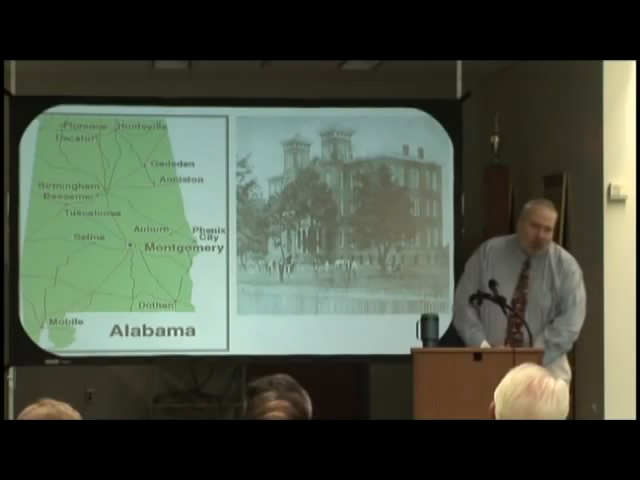 Florence Huntsville
Decatur
Gadsden
Anniston
Birmingham
Bessemer
Tuscaloosa
Auburn Phenix City
Selma
Montgomery
Dothan
Mobile
Alabama